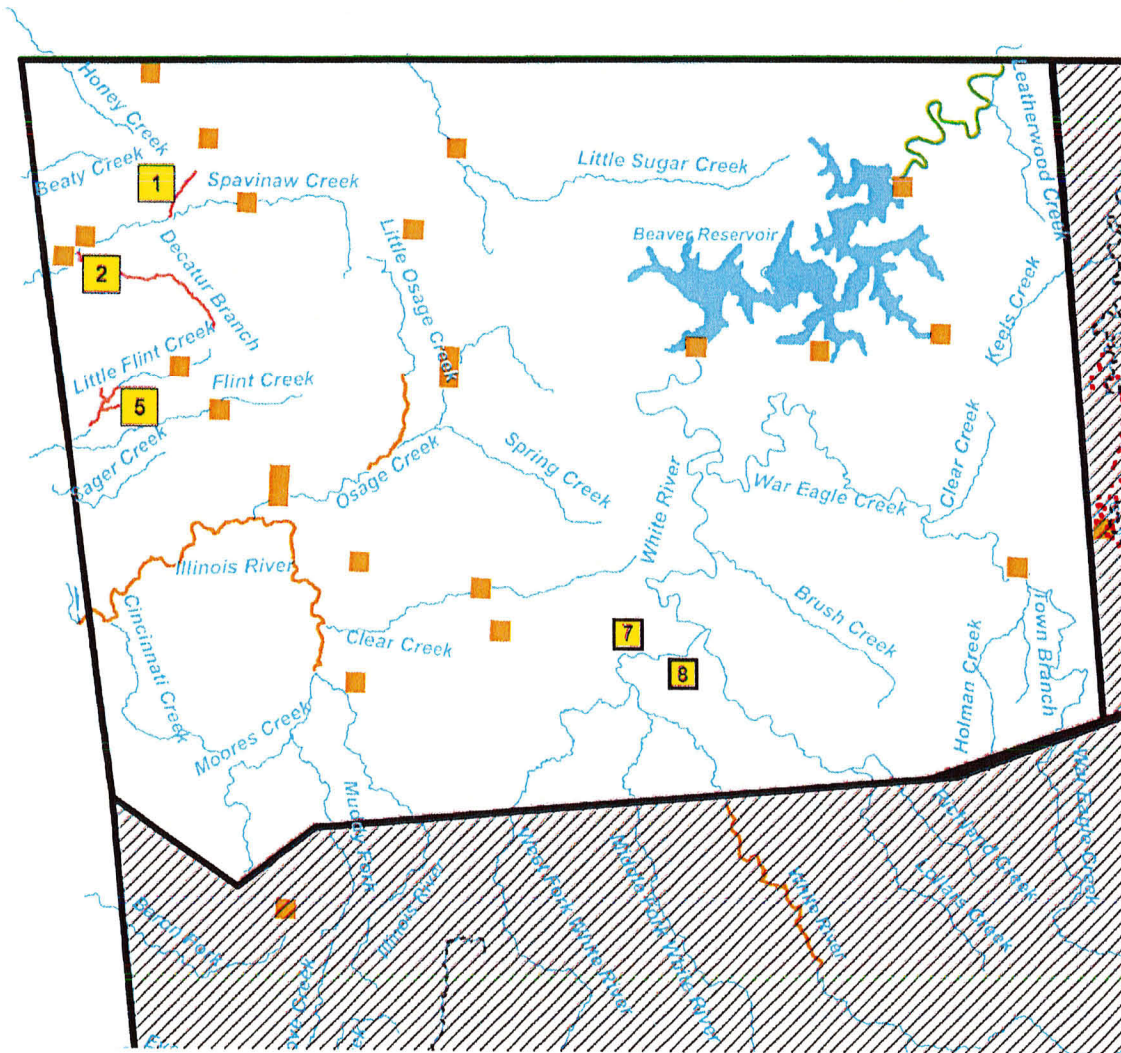 Honey Creek
Leatherwood Creek
Beaty Creek
1
Spavinaw Creek
Little Sugar Creek
Beaver Reservoir
Little Osage Creek
Decatur Branch
2
Keels Creek
Little Flint Creek
Flint Creek
5
Sager Creek
Osage Creek
Spring Creek
White River
War Eagle Creek
Clear Creek
Illinois River
Cincinnati Creek
Clear Creek
7
8
Brush Creek
Holman Creek
Town Branch
Moores Creek
Muddy Fork
Illinois River
West Fork White River
Middle Fork White River
White River
Richland Creek
Lollars Creek
War Eagle Creek
Baron Fork